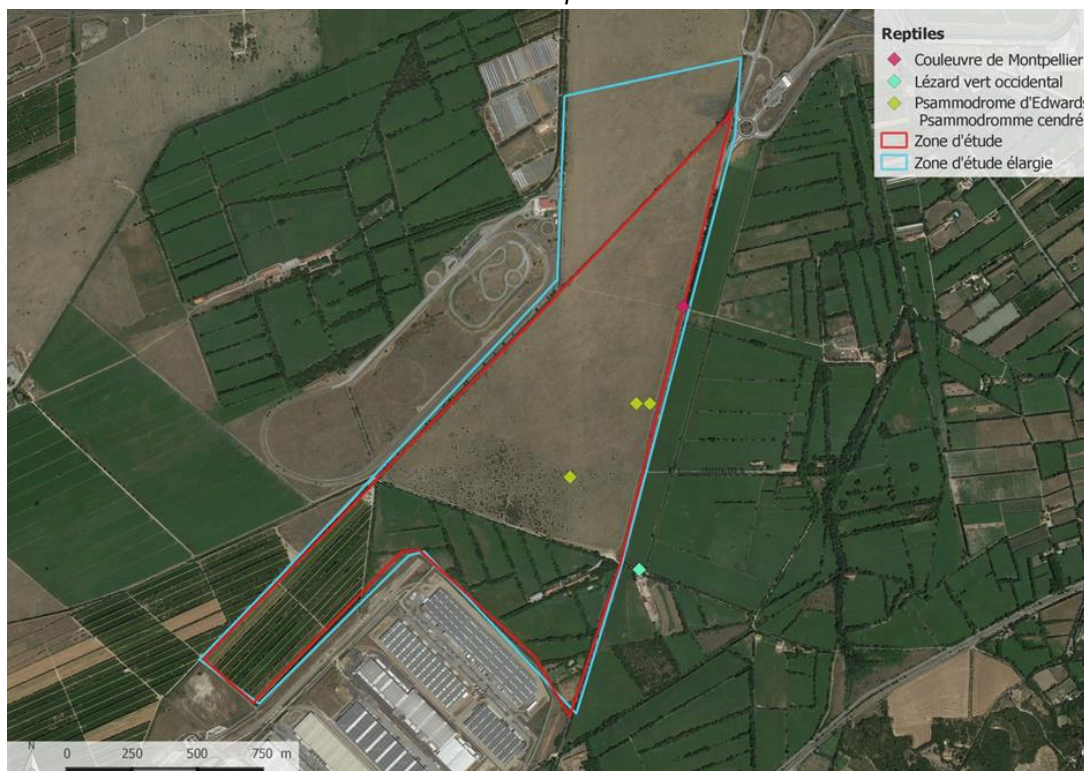 Reptiles
Couleuvre de Montpellier
Lézard vert occidental
Psammodrome d'Edwards
Psammodromme cendré
Zone d'étude
Zone d'étude élargie
N
0 250 500 750 m